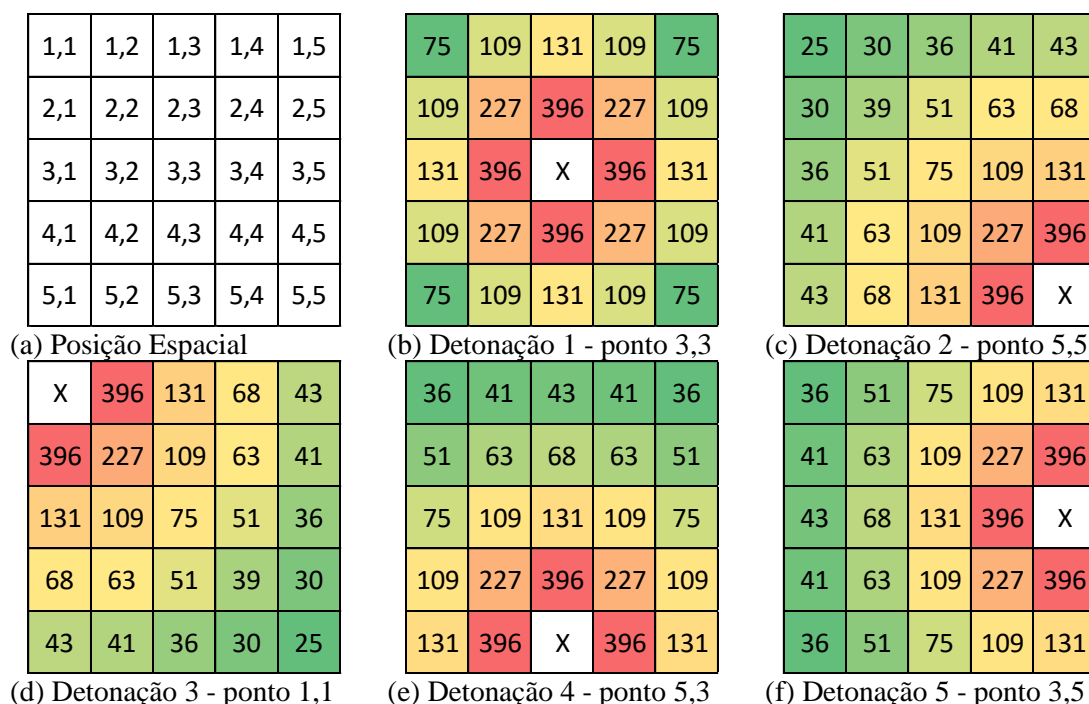 1,1 1,2 1,3 1,4 1,5
2,1 2,2 2,3 2,4 2,5
3,1 3,2 3,3 3,4 3,5
4,1 4,2 4,3 4,4 4,5
5,1 5,2 5,3 5,4 5,5
(a) Posição Espacial
75 109 131 109 75
109 227 396 227 109
131 396 X 396 131
109 227 396 227 109
75 109 131 109 75
(b) Detonação 1 - ponto 3,3
25 30 36 41 43
30 39 51 63 68
36 51 75 109 131
41 63 109 227 396
43 68 131 396 X
(c) Detonação 2 - ponto 5,5
X 396 131 68 43
396 227 109 63 41
131 109 75 51 36
68 63 51 39 30
43 41 36 30 25
(d) Detonação 3 - ponto 1,1
36 41 43 41 36
51 63 68 63 51
75 109 131 109 75
109 227 396 227 109
131 396 X 396 131
(e) Detonação 4 - ponto 5,3
36 51 75 109 131
41 63 109 227 396
43 68 131 396 X
41 63 109 227 396
36 51 75 109 131
(f) Detonação 5 - ponto 3,5